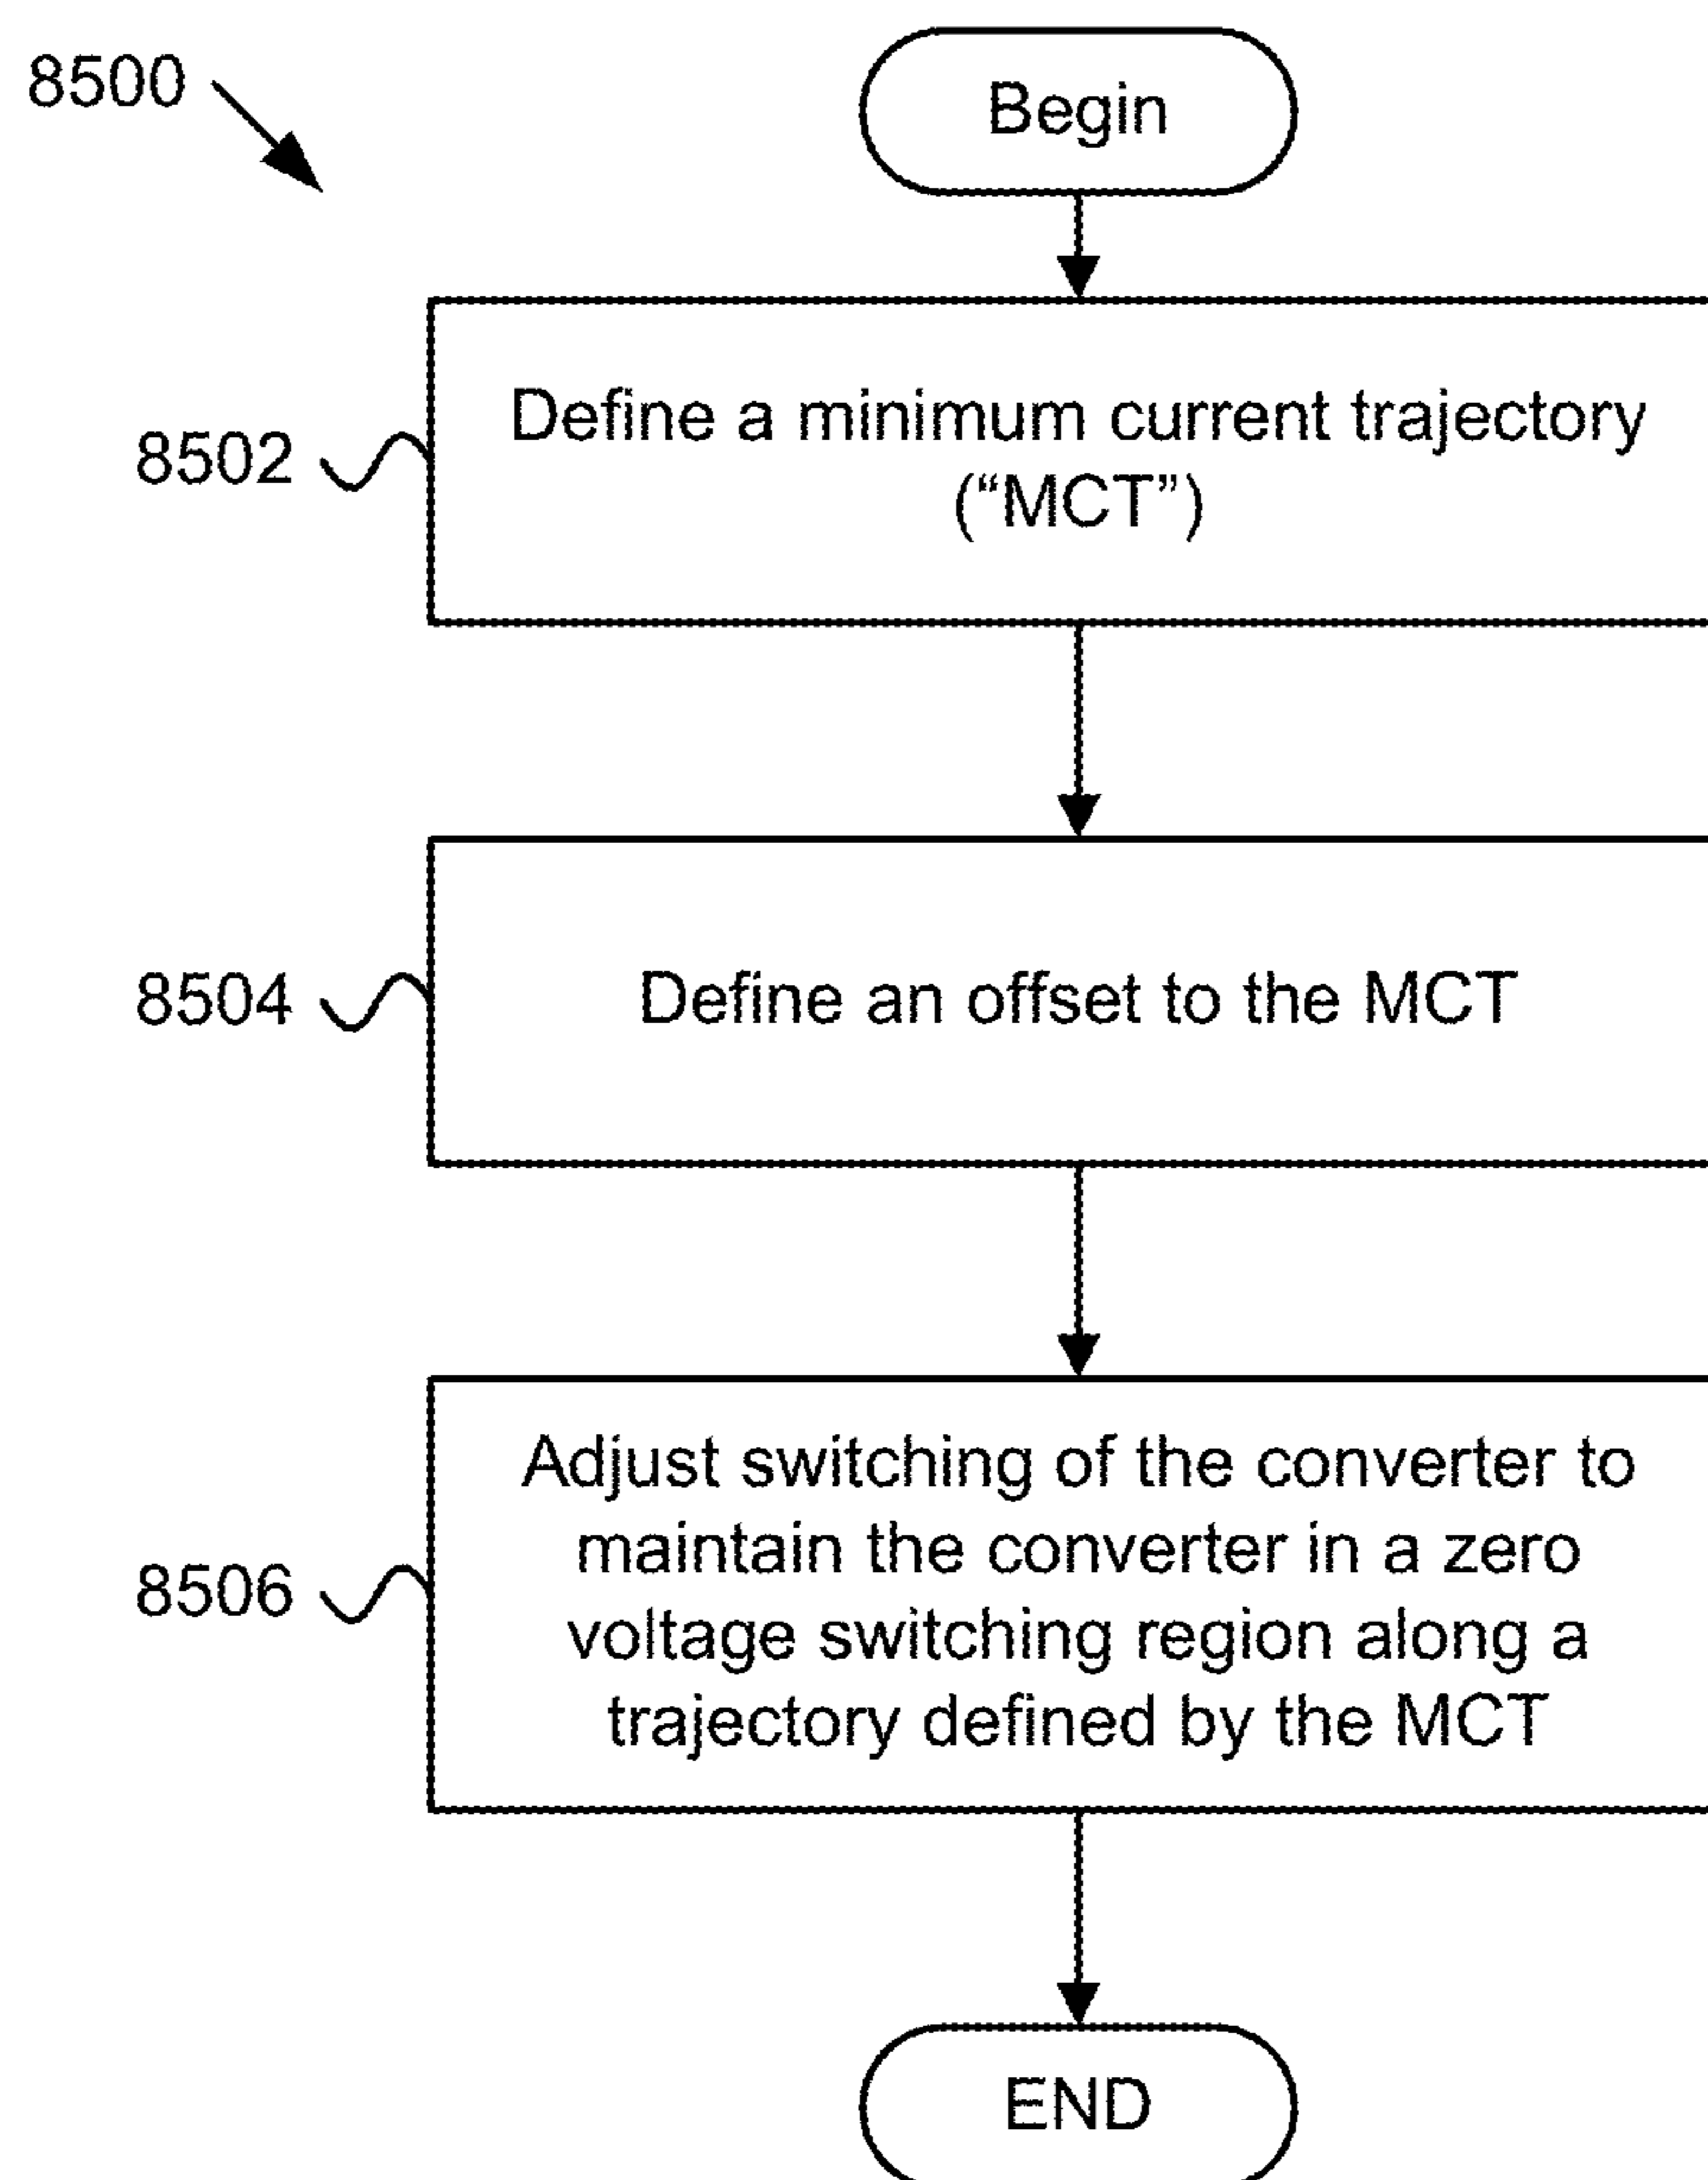 8500
Begin
8502
Define a minimum current trajectory
(“MCT”)
8504
Define an offset to the MCT
8506
Adjust switching of the converter to
maintain the converter in a zero
voltage switching region along a
trajectory defined by the MCT
END